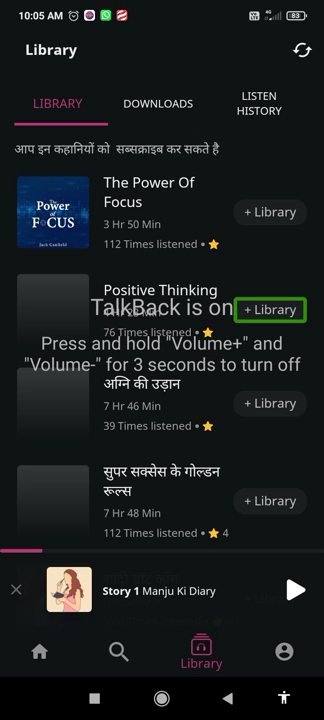 10:05 AM
83
Library
LIBRARY
DOWNLOADS
LISTEN
HISTORY
आप इन कहानियों को सब्सक्राइब कर सकते है
The Power
of
FOCUS
Jack Canfield
The Power Of
Focus
3 Hr 50 Min
112 Times listened •
+ Library
Positive Thinking
76 Times listened •
+ Library
TalkBack is on
Press and hold "Volume+" and
"Volume-" for 3 seconds to turn off
अग्नि की उड़ान
7 Hr 46 Min
39 Times listened •
+ Library
सुपर सक्सेस के गोल्डन
रूल्स
7 Hr 48 Min
112 Times listened • 4
+ Library
Story 1 Manju Ki Diary
Library